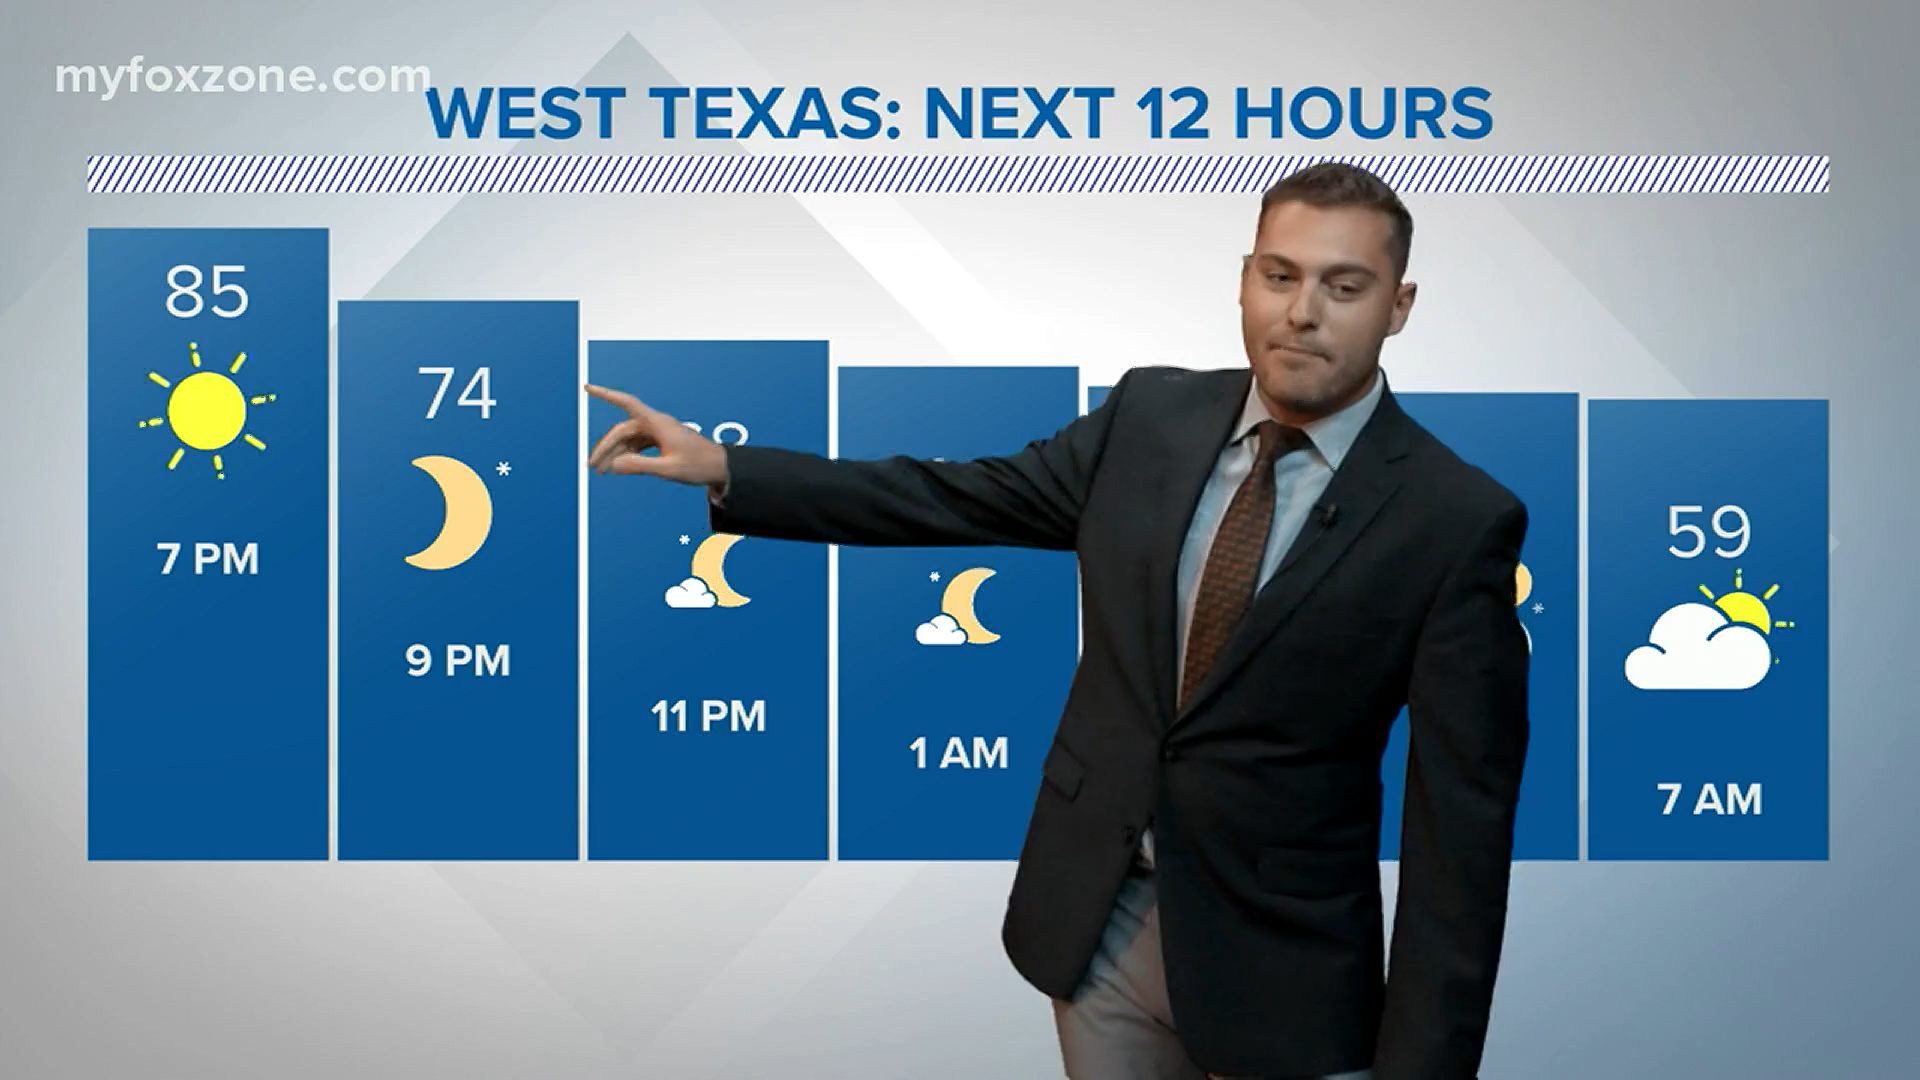 myfoxzone.com
WEST TEXAS: NEXT 12 HOURS
85
7 PM
74
9 PM
11 PM
1 AM
59
7 AM